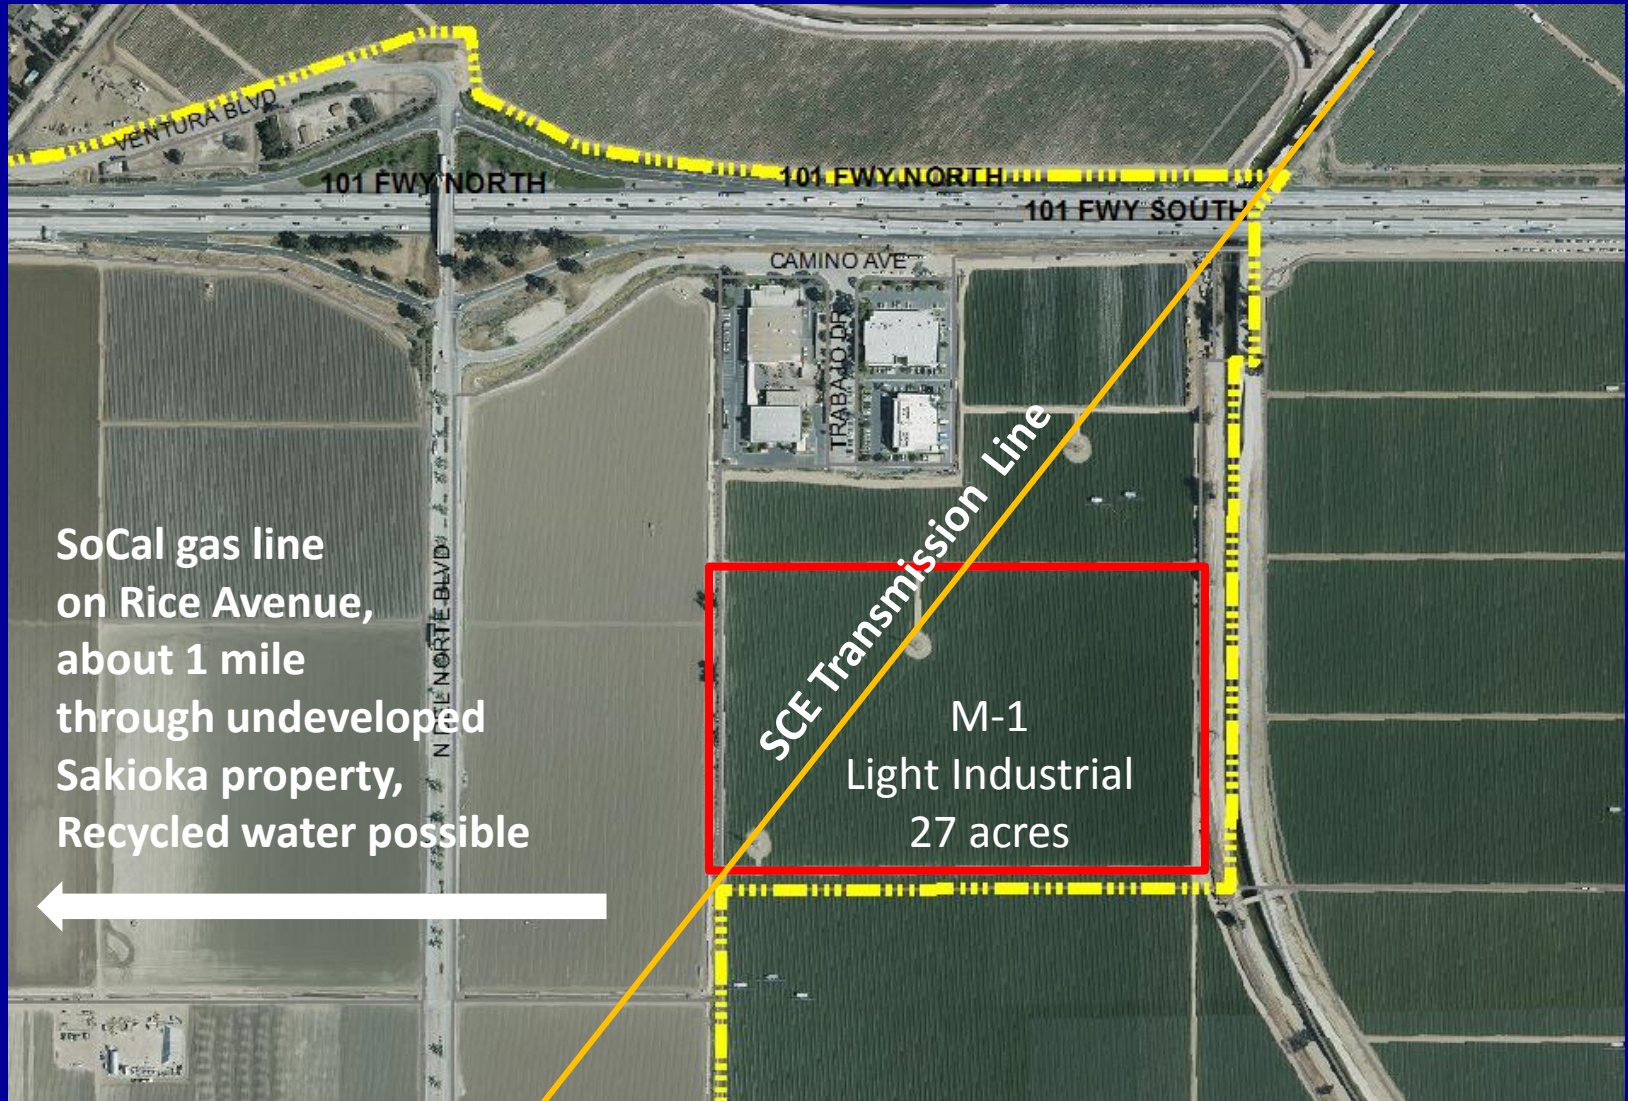 VENTURA BLVD
101 FWY NORTH
101 FWY NORTH
101 FWY SOUTH
CAMINO AVE
TRABAJO DR
SCE Transmission Line
SoCal gas line
on Rice Avenue,
about 1 mile
through undeveloped
Sakioka property,
Recycled water possible
N DEL NORTE BLVD
M-1
Light Industrial
27 acres